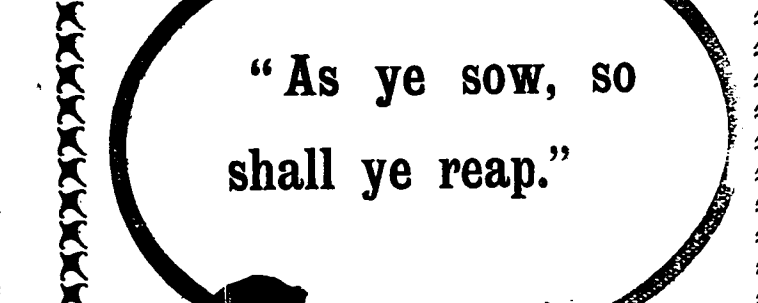 “As ye sow, so
shall ye reap.”